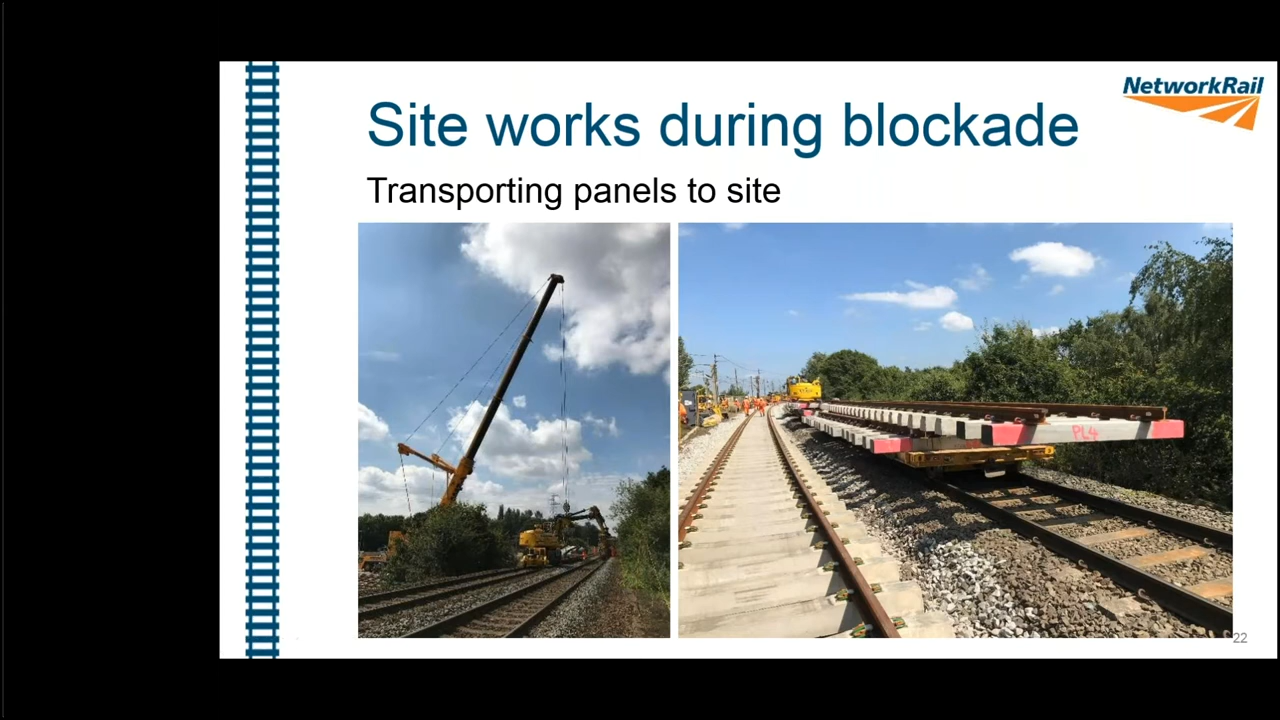 NetworkRail
Site works during blockade
Transporting panels to site
PL4
22